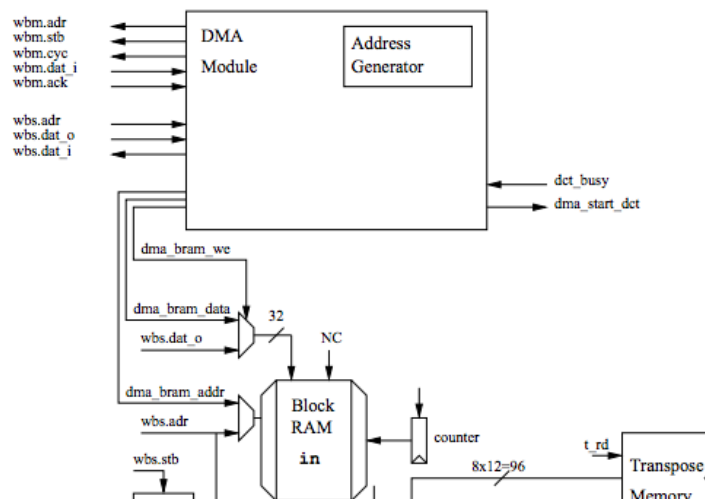 wbm.adr
wbm.stb
wbm.cyc
wbm.dat_i
wbm.ack
wbs.adr
wbs.dat_o
wbs.dat_i
DMA
Module
Address
Generator
dct_busy
dma_start_dct
dma_bram_we
dma_bram_data
32
wbs.dat_o
NC
dma_bram_addr
wbs.adr
Block
RAM
in
counter
wbs.stb
t_rd
8x12=96
Transpose
Memory